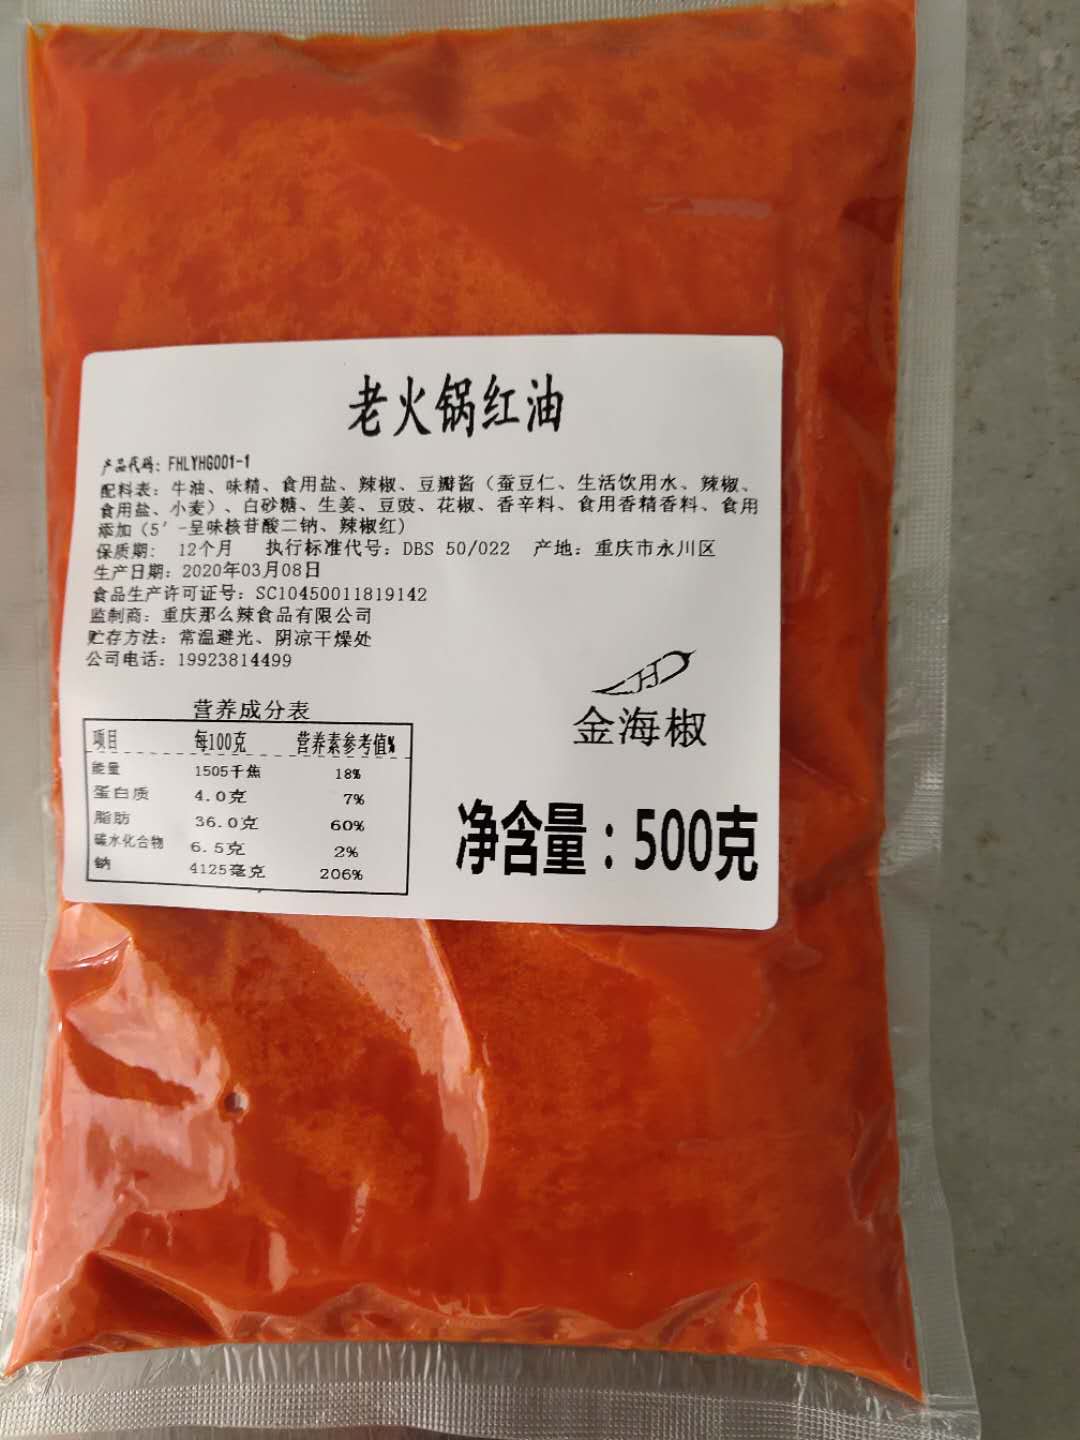 老火锅红油
产品代码：FHLYHG001-1
配料表：牛油、味精、食用盐、辣椒、豆瓣酱（蚕豆仁、生活饮用水、辣椒、
食用盐、小麦）、白砂糖、生姜、豆豉、花椒、香辛料、食用香精香料、食用
添加（5′-呈味核苷酸二钠、辣椒红）
保质期：12个月 执行标准代号：DBS 50/022 产地：重庆市永川区
生产日期：2020年03月08日
食品生产许可证号：SC10450011819142
监制商：重庆那么辣食品有限公司
贮存方法：常温避光、阴凉干燥处
公司电话：19923814499
营养成分表
项目 每100克 营养素参考值%
能量 1505千焦 18%
蛋白质 4.0克 7%
脂肪 36.0克 60%
碳水化合物 6.5克 2%
钠 4125毫克 206%
H
金海椒
净含量：500克